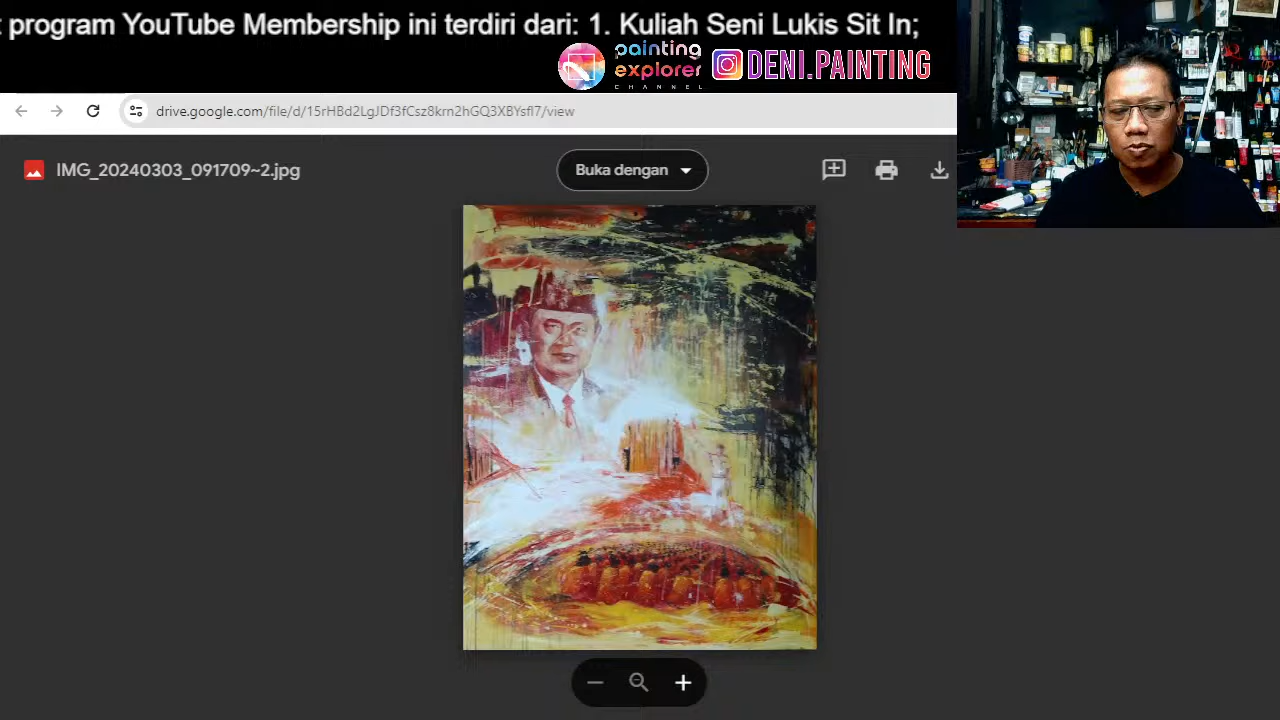 program YouTube Membership ini terdiri dari: 1. Kuliah Seni Lukis Sit In;
painting
explorer
CHANNEL
DENI.PAINTING
drive.google.com/file/d/15rHBd2LgJDf3fCsz8krn2hGQ3XBYsfl7/view
IMG_20240303_091709~2.jpg
Buka dengan